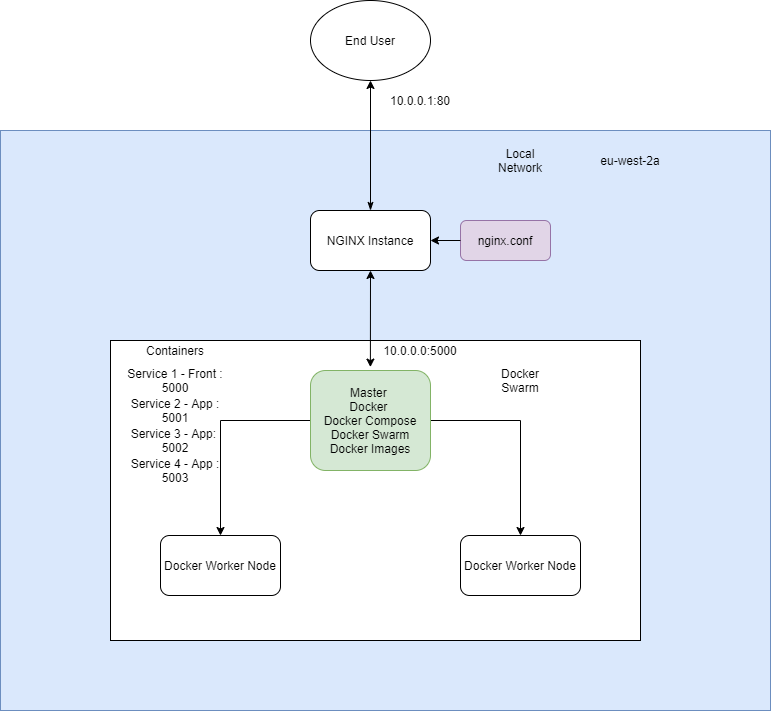 End User
10.0.0.1:80
Local
Network
eu-west-2a
NGINX Instance
nginx.conf
Containers
10.0.0.0:5000
Service 1 - Front :
5000
Service 2 - App :
5001
Service 3 - App:
5002
Service 4 - App :
5003
Master
Docker
Docker Compose
Docker Swarm
Docker Images
Docker
Swarm
Docker Worker Node
Docker Worker Node